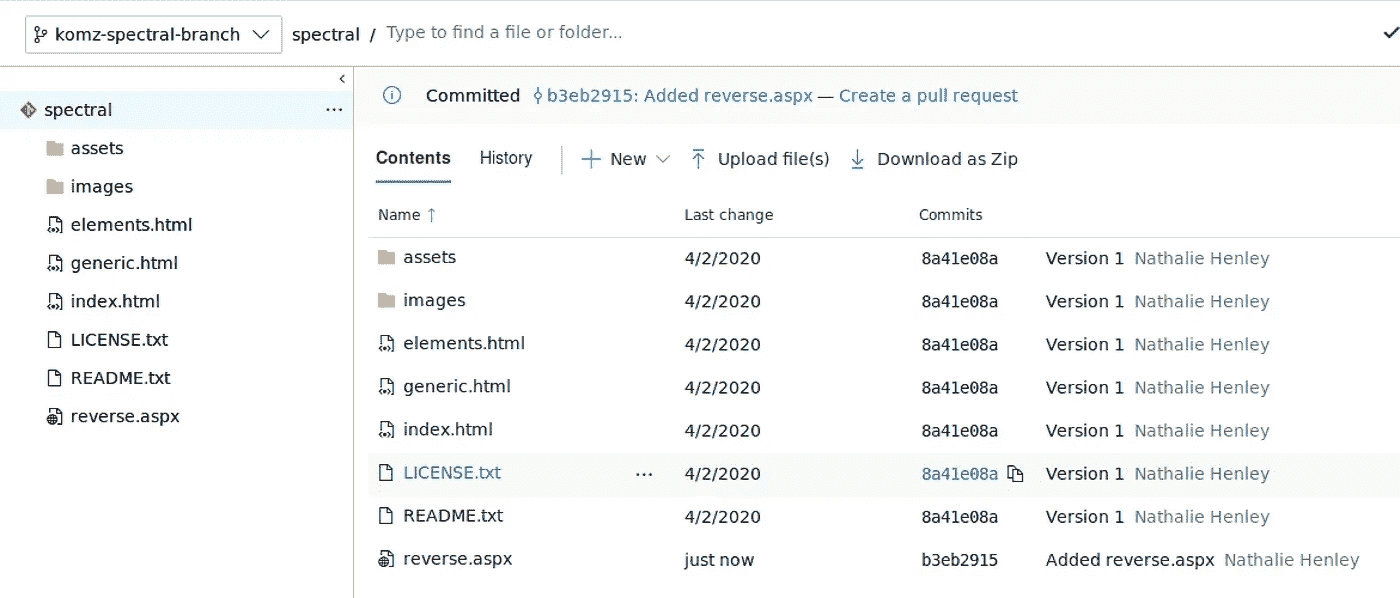 komz-spectral-branch spectral / Type to find a file or folder...
spectral ...
assets
images
elements.html
generic.html
index.html
LICENSE.txt
README.txt
reverse.aspx
Committed b3eb2915: Added reverse.aspx — Create a pull request
Contents History New Upload file(s) Download as Zip
Name ↑ Last change Commits
assets 4/2/2020 8a41e08a Version 1 Nathalie Henley
images 4/2/2020 8a41e08a Version 1 Nathalie Henley
elements.html 4/2/2020 8a41e08a Version 1 Nathalie Henley
generic.html 4/2/2020 8a41e08a Version 1 Nathalie Henley
index.html 4/2/2020 8a41e08a Version 1 Nathalie Henley
LICENSE.txt ... 4/2/2020 8a41e08a Version 1 Nathalie Henley
README.txt 4/2/2020 8a41e08a Version 1 Nathalie Henley
reverse.aspx just now b3eb2915 Added reverse.aspx Nathalie Henley